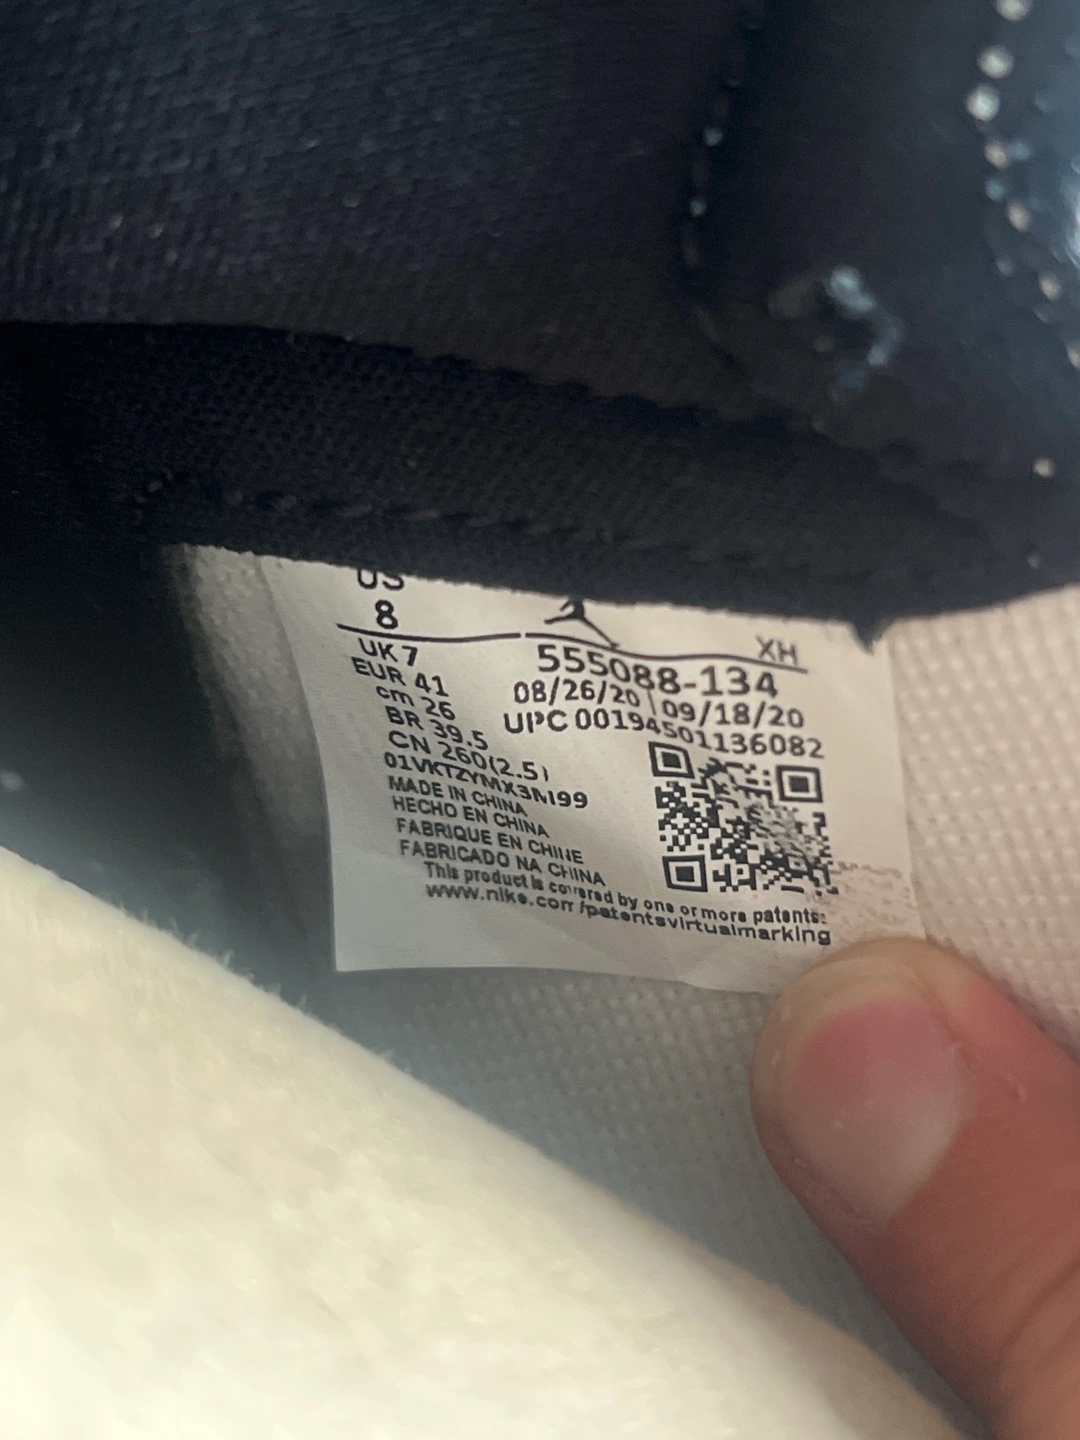 US
8
XH
UK 7
EUR 41
cm 26
BR 39.5
CN 260(2.5)
555088-134
08/26/20 09/18/20
UPC 00194501136082
01VKTZYMX3M99
MADE IN CHINA
HECHO EN CHINA
FABRIQUE EN CHINE
FABRICADO NA CHINA
This product is covered by one or more patents:
www.nike.com/patentsvirtualmarking